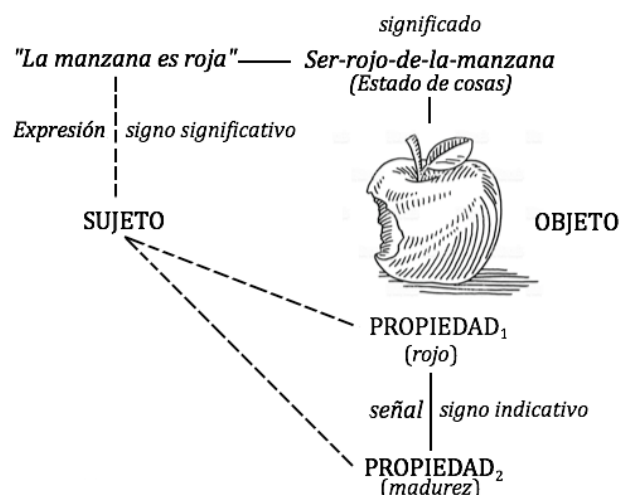 significado
"La manzana es roja"
Ser-rojo-de-la-manzana
(Estado de cosas)
Expresión
signo significativo
SUJETO
OBJETO
PROPIEDAD₁
(rojo)
señal
signo indicativo
PROPIEDAD₂
(madurez)